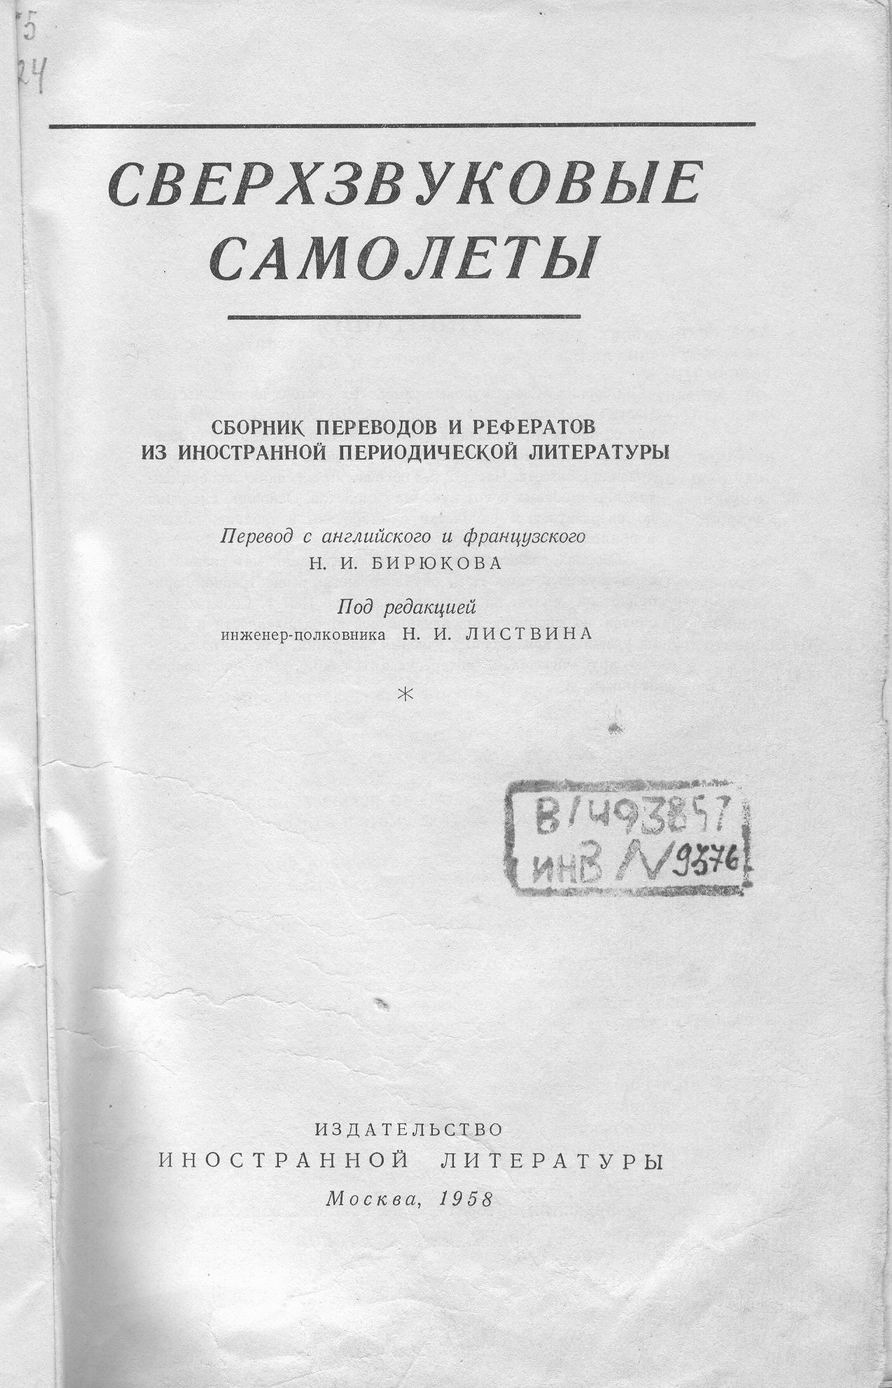 5
24
СВЕРХЗВУКОВЫЕ
САМОЛЕТЫ
СБОРНИК ПЕРЕВОДОВ И РЕФЕРАТОВ
ИЗ ИНОСТРАННОЙ ПЕРИОДИЧЕСКОЙ ЛИТЕРАТУРЫ
Перевод с английского и французского
Н. И. БИРЮКОВА
Под редакцией
инженер-полковника Н. И. ЛИСТВИНА
*
В/493857
ИНВ N 9376
ИЗДАТЕЛЬСТВО
ИНОСТРАННОЙ ЛИТЕРАТУРЫ
Москва, 1958